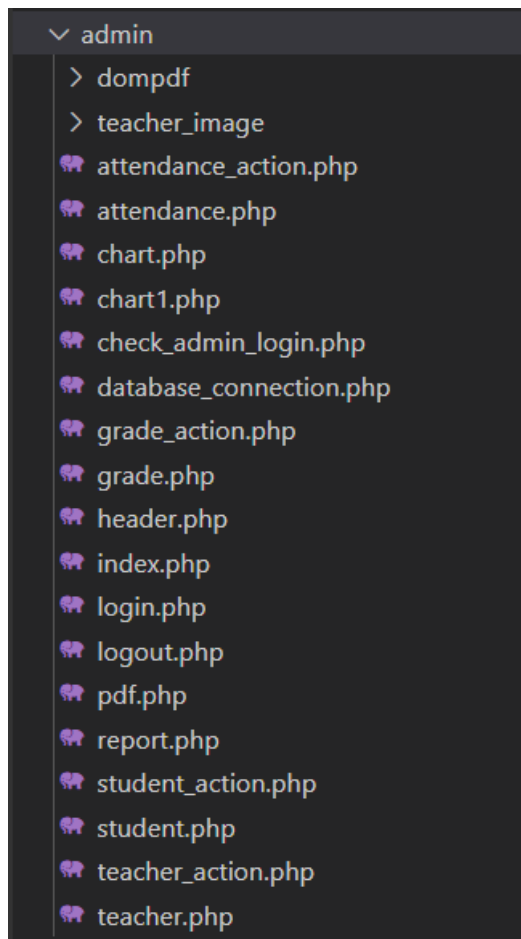 admin
dompdf
teacher_image
attendance_action.php
attendance.php
chart.php
chart1.php
check_admin_login.php
database_connection.php
grade_action.php
grade.php
header.php
index.php
login.php
logout.php
pdf.php
report.php
student_action.php
student.php
teacher_action.php
teacher.php